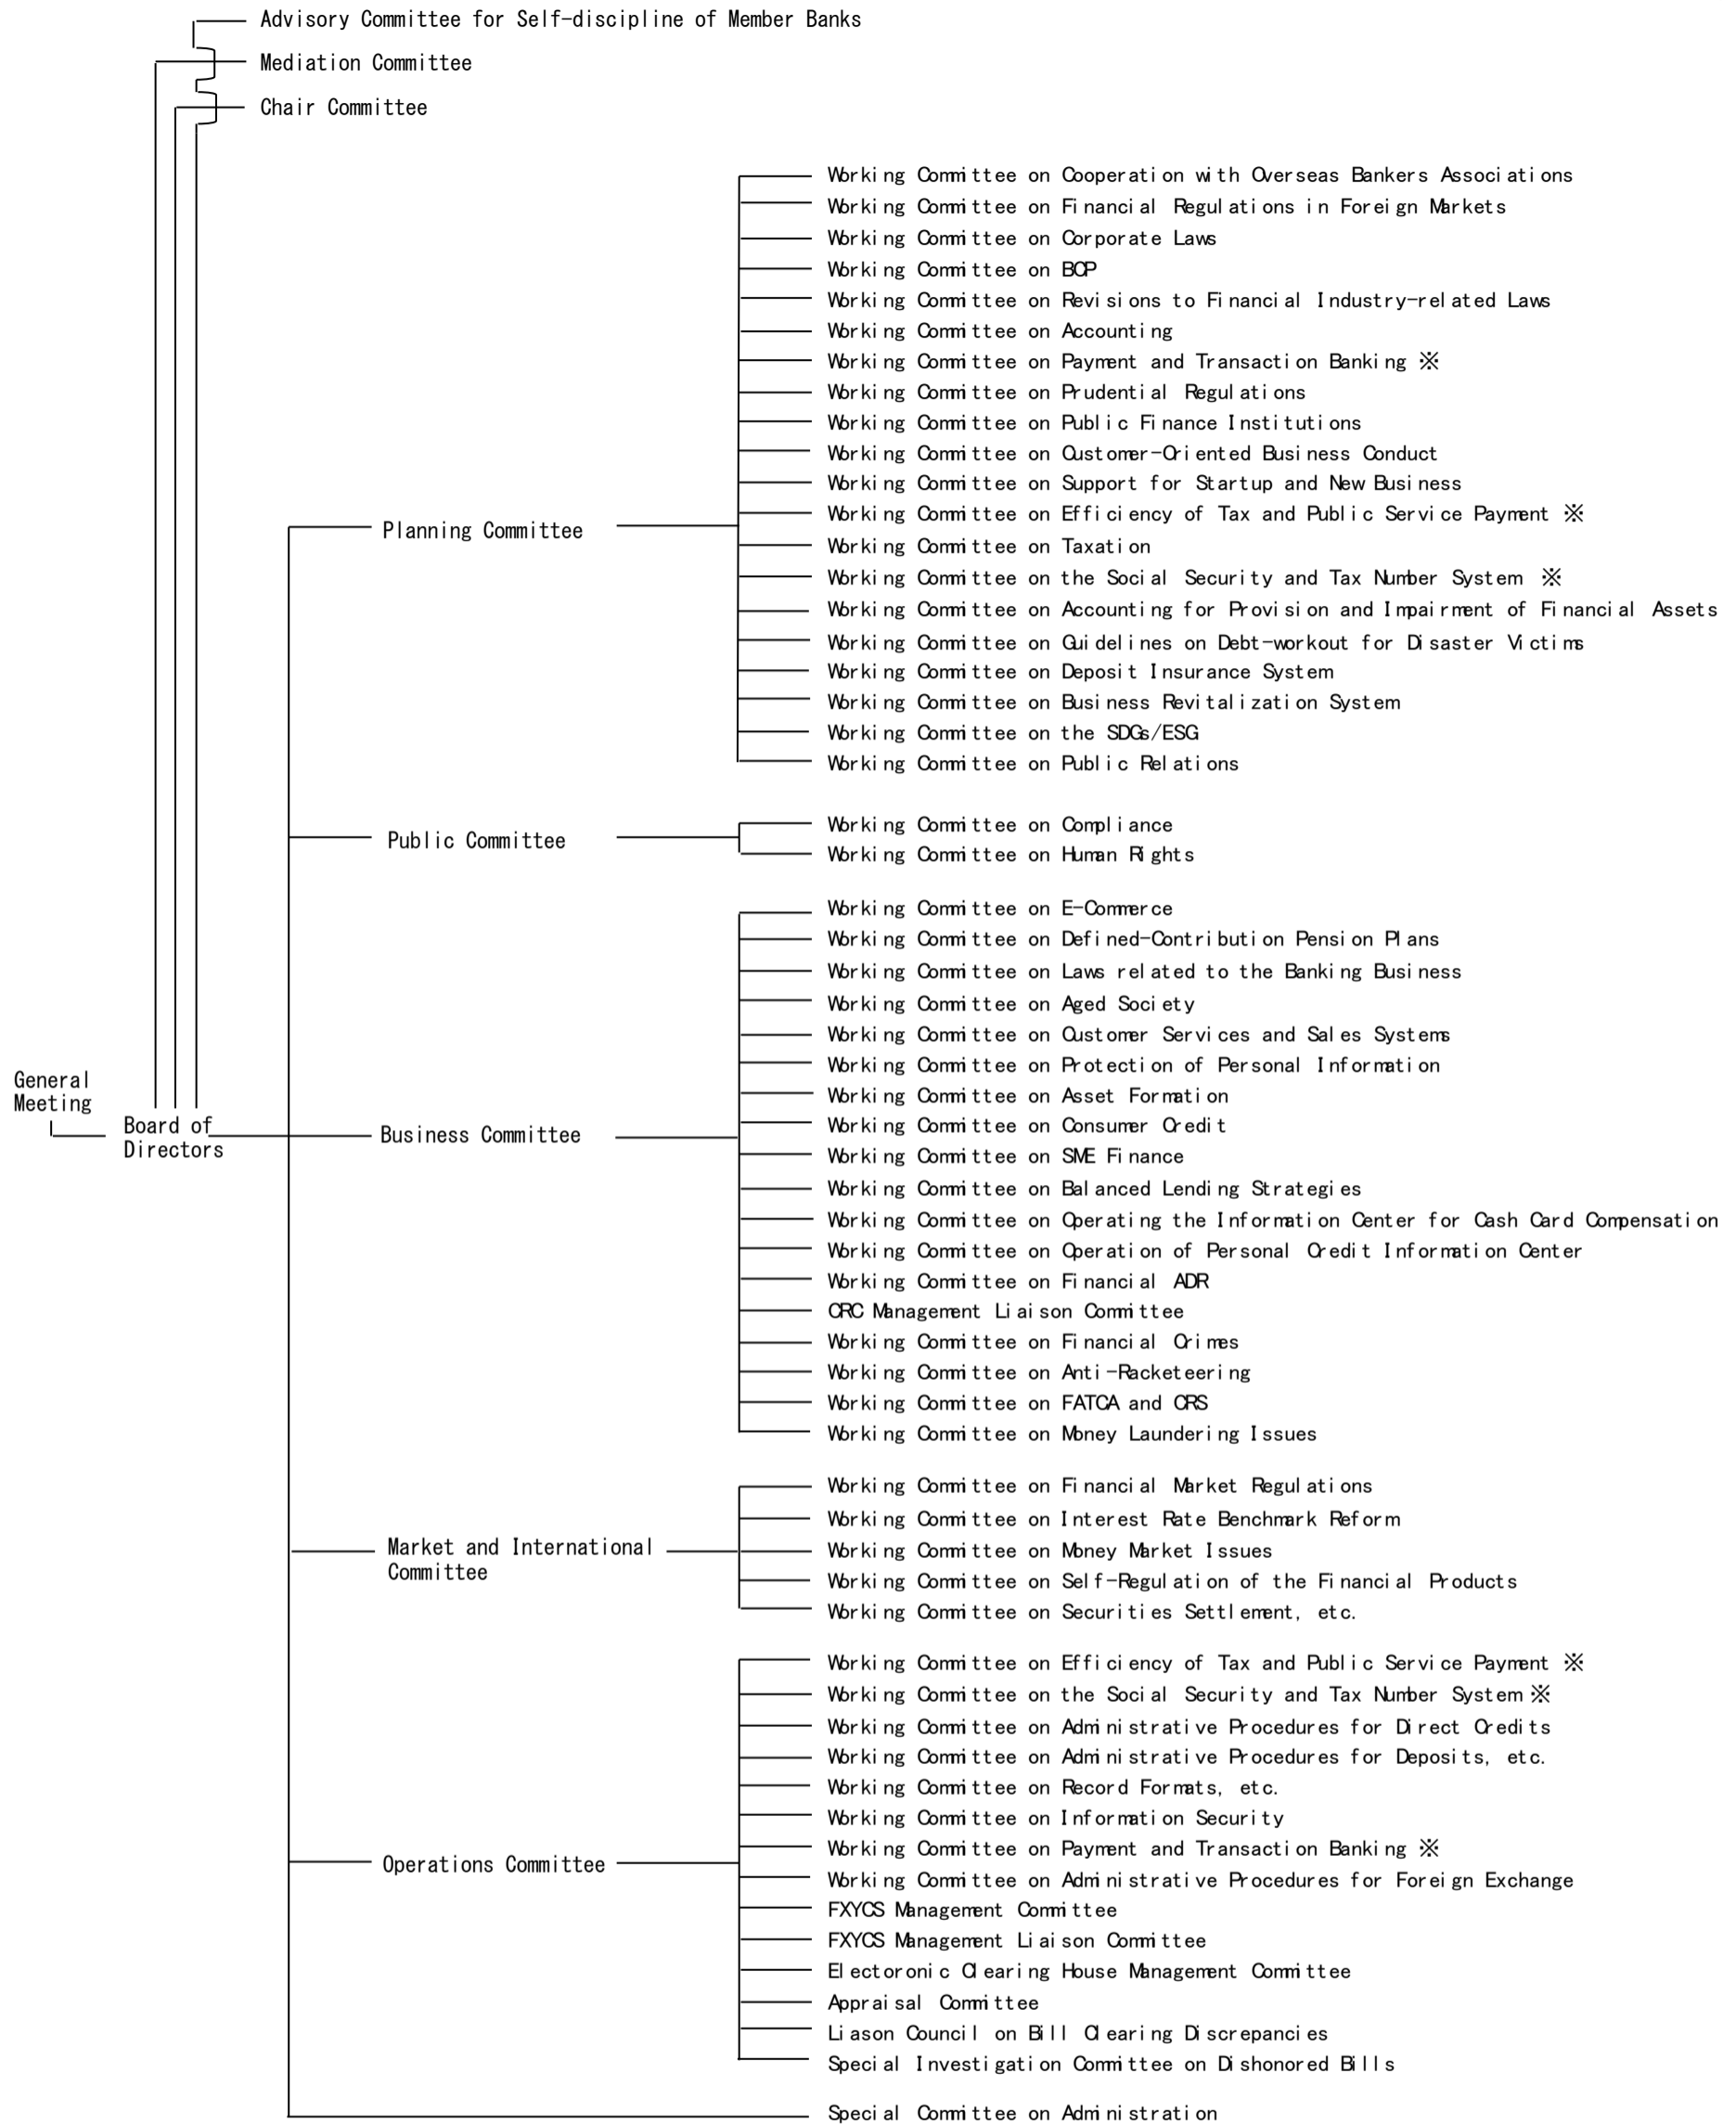 Advisory Committee for Self-discipline of Member Banks
Mediation Committee
Chair Committee
Working Committee on Cooperation with Overseas Bankers Associations
Working Committee on Financial Regulations in Foreign Markets
Working Committee on Corporate Laws
Working Committee on BCP
Working Committee on Revisions to Financial Industry-related Laws
Working Committee on Accounting
Working Committee on Payment and Transaction Banking ※
Working Committee on Prudential Regulations
Working Committee on Public Finance Institutions
Working Committee on Customer-Oriented Business Conduct
Working Committee on Support for Startup and New Business
Working Committee on Efficiency of Tax and Public Service Payment ※
Planning Committee
Working Committee on Taxation
Working Committee on the Social Security and Tax Number System ※
Working Committee on Accounting for Provision and Impairment of Financial Assets
Working Committee on Guidelines on Debt-workout for Disaster Victims
Working Committee on Deposit Insurance System
Working Committee on Business Revitalization System
Working Committee on the SDGs/ESG
Working Committee on Public Relations
Public Committee
Working Committee on Compliance
Working Committee on Human Rights
Working Committee on E-Commerce
Working Committee on Defined-Contribution Pension Plans
Working Committee on Laws related to the Banking Business
Working Committee on Aged Society
Working Committee on Customer Services and Sales Systems
Working Committee on Protection of Personal Information
General
Meeting
Working Committee on Asset Formation
Board of
Directors
Business Committee
Working Committee on Consumer Credit
Working Committee on SME Finance
Working Committee on Balanced Lending Strategies
Working Committee on Operating the Information Center for Cash Card Compensation
Working Committee on Operation of Personal Credit Information Center
Working Committee on Financial ADR
CRC Management Liaison Committee
Working Committee on Financial Crimes
Working Committee on Anti-Racketeering
Working Committee on FATCA and CRS
Working Committee on Money Laundering Issues
Working Committee on Financial Market Regulations
Working Committee on Interest Rate Benchmark Reform
Market and International
Committee
Working Committee on Money Market Issues
Working Committee on Self-Regulation of the Financial Products
Working Committee on Securities Settlement, etc.
Working Committee on Efficiency of Tax and Public Service Payment ※
Working Committee on the Social Security and Tax Number System ※
Working Committee on Administrative Procedures for Direct Credits
Working Committee on Administrative Procedures for Deposits, etc.
Working Committee on Record Formats, etc.
Working Committee on Information Security
Working Committee on Payment and Transaction Banking ※
Operations Committee
Working Committee on Administrative Procedures for Foreign Exchange
FXYCS Management Committee
FXYCS Management Liaison Committee
Electoronic Clearing House Management Committee
Appraisal Committee
Liason Council on Bill Clearing Discrepancies
Special Investigation Committee on Dishonored Bills
Special Committee on Administration